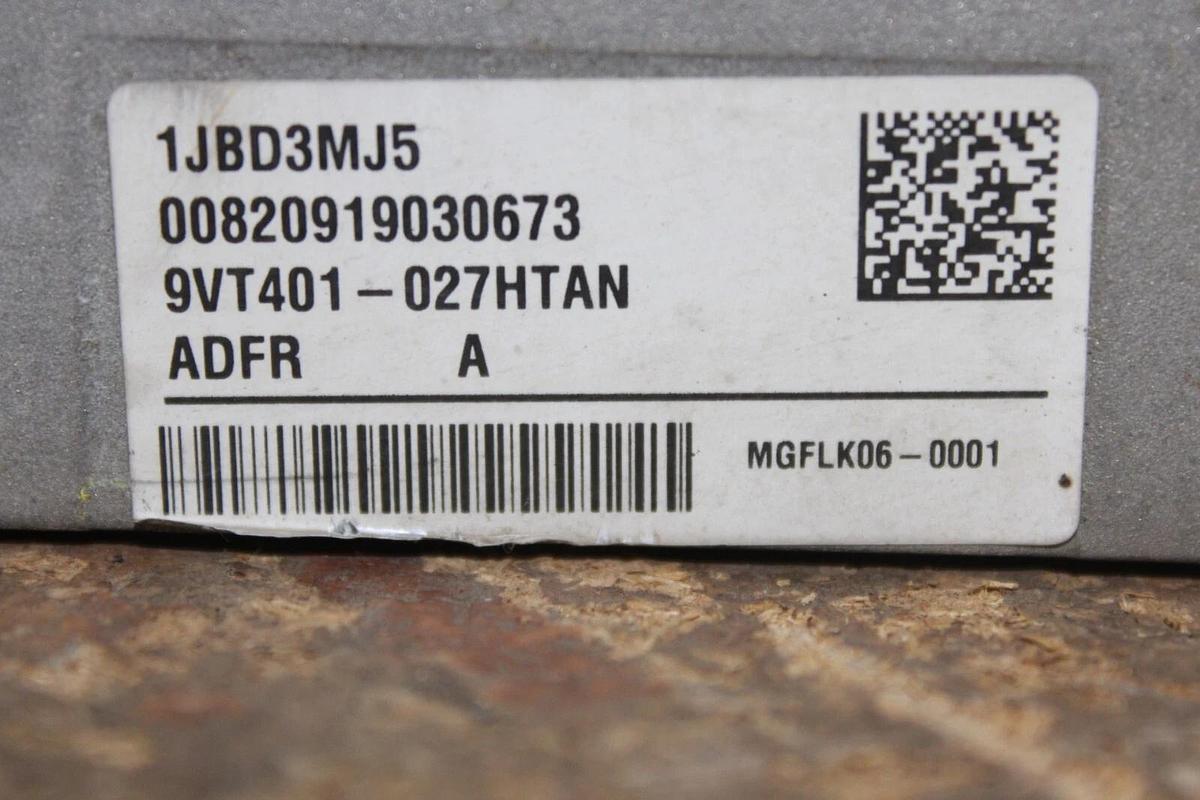 1JBD3MJ5
00820919030673
9VT401-027HTAN
ADFR A
MGFLK06-0001